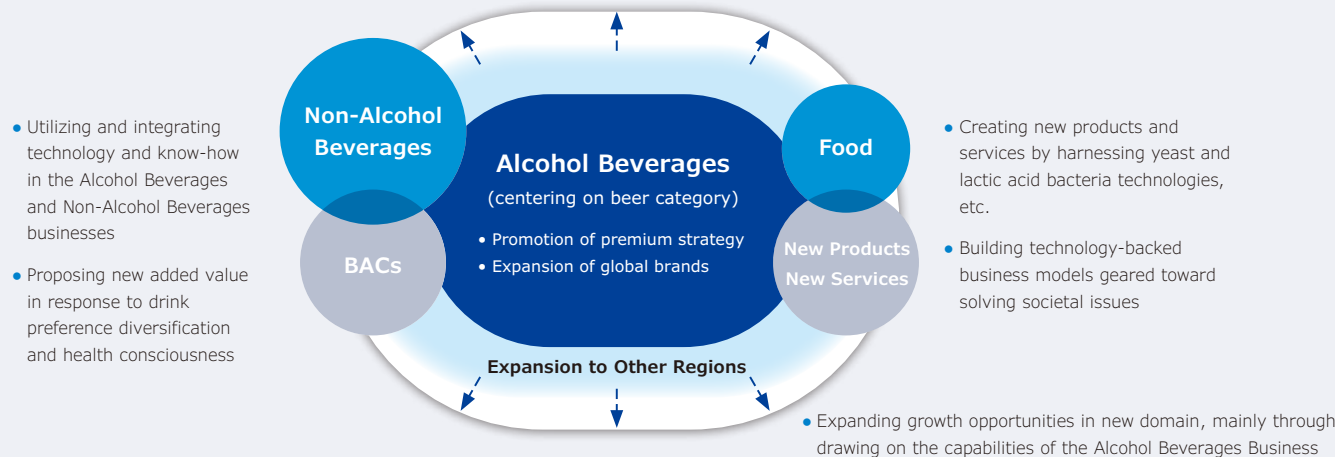 • Utilizing and integrating
technology and know-how
in the Alcohol Beverages
and Non-Alcohol Beverages
businesses
• Proposing new added value
in response to drink
preference diversification
and health consciousness
Non-Alcohol
Beverages
BACs
Alcohol Beverages
(centering on beer category)
• Promotion of premium strategy
• Expansion of global brands
Expansion to Other Regions
Food
New Products
New Services
• Creating new products and
services by harnessing yeast and
lactic acid bacteria technologies,
etc.
• Building technology-backed
business models geared toward
solving societal issues
• Expanding growth opportunities in new domain, mainly through
drawing on the capabilities of the Alcohol Beverages Business